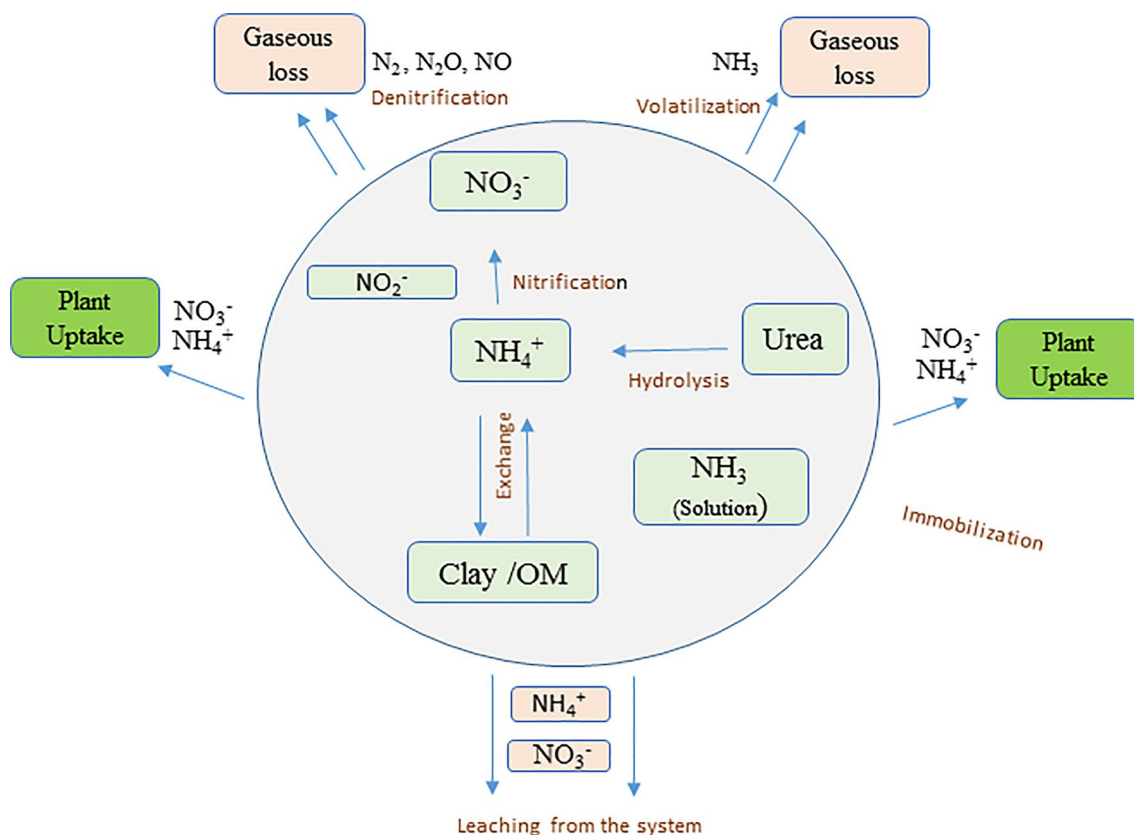 Gaseous
loss
N₂, N₂O, NO
Denitrification
NH₃
Volatilization
Gaseous
loss
NO₃⁻
NO₂⁻
Nitrification
Plant
Uptake
NO₃⁻
NH₄⁺
NH₄⁺
Hydrolysis
Urea
NO₃⁻
NH₄⁺
Plant
Uptake
Exchange
NH₃
(Solution)
Immobilization
Clay /OM
NH₄⁺
NO₃⁻
Leaching from the system